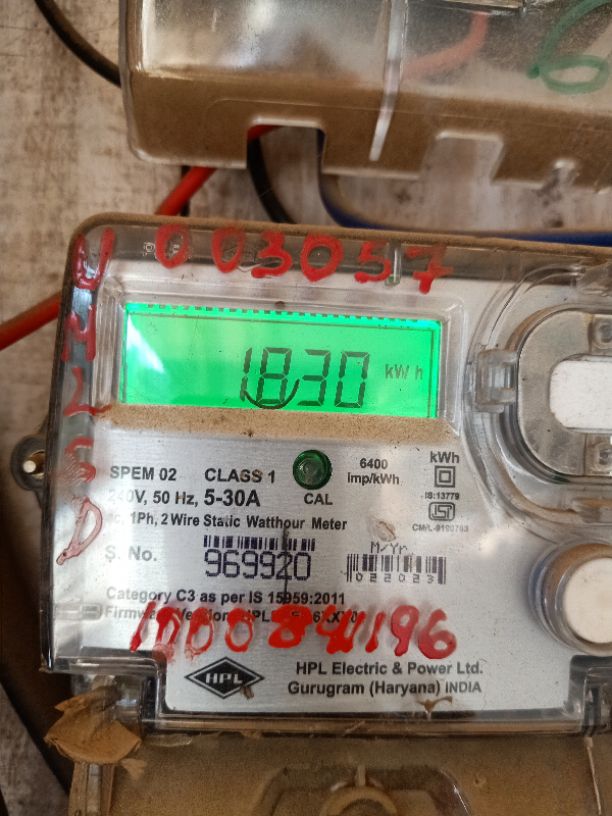 003057
1830 kWh
SPEM 02 CLASS 1 6400 imp/kWh kWh
240V, 50 Hz, 5-30A CAL IS:13779
1Ph, 2 Wire Static Watthour Meter
S. No. 969920 M/Yr. 022023
Category C3 as per IS 15959:2011
HPL
HPL Electric & Power Ltd.
Gurugram (Haryana) INDIA